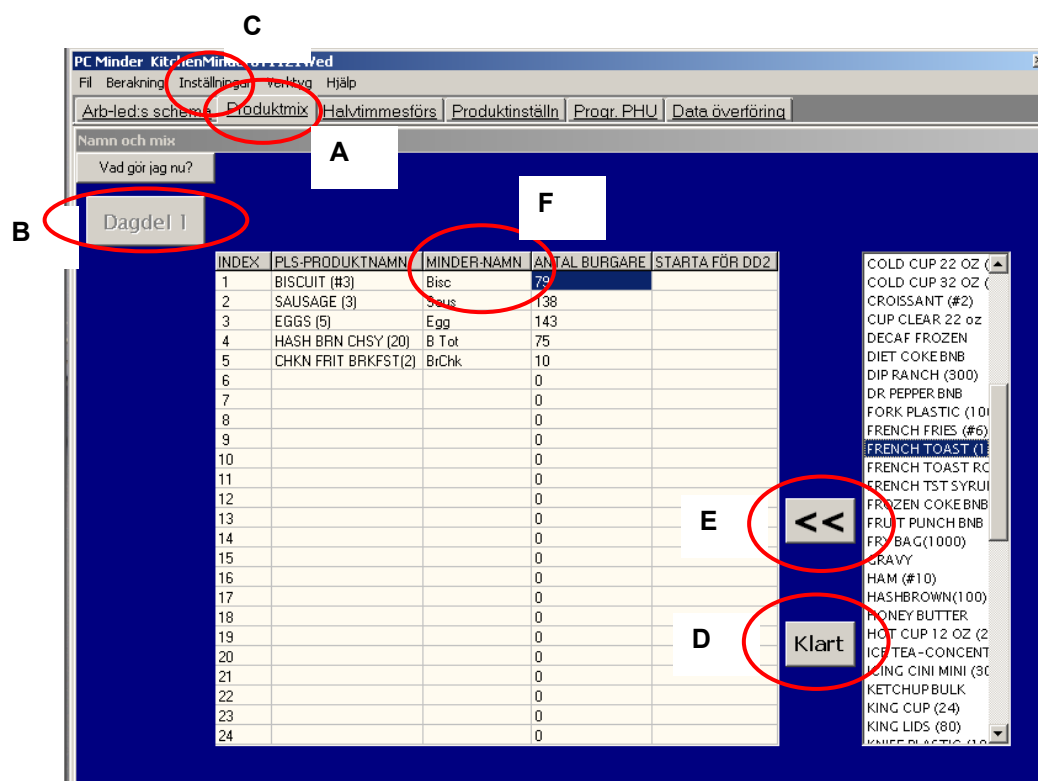 C
PC Minder KitchenMinder071121Wed
Fil Berakning Inställningar Verktyg Hjälp
Arb-led:s schema Produktmix Halvtimmesförs Produktinställn Progr. PHU Data överföring
Namn och mix
A
Vad gör jag nu?
B
Dagdel 1
F
INDEX PLS-PRODUKTNAMN MINDER-NAMN ANTAL BURGARE STARTA FÖR DD2
1 BISCUIT (#3) Bisc 79
2 SAUSAGE (3) Saus 138
3 EGGS (5) Egg 143
4 HASH BRN CHSY (20) B Tot 75
5 CHKN FRIT BRKFST(2) BrChk 10
6 0
7 0
8 0
9 0
10 0
11 0
12 0
13 0
14 0
15 0
16 0
17 0
18 0
19 0
20 0
21 0
22 0
23 0
24 0
E
<<
D
Klart
COLD CUP 22 OZ (
COLD CUP 32 OZ (
CROISSANT (#2)
CUP CLEAR 22 oz
DECAF FROZEN
DIET COKE BNB
DIP RANCH (300)
DR PEPPER BNB
FORK PLASTIC (10
FRENCH FRIES (#6)
FRENCH TOAST (1
FRENCH TOAST RC
FRENCH TST SYRU
FROZEN COKE BNB
FRUIT PUNCH BNB
FRY BAG(1000)
GRAVY
HAM (#10)
HASHBROWN(100)
HONEY BUTTER
HOT CUP 12 OZ (2
ICE TEA-CONCENT
ICING CINI MINI (30
KETCHUP BULK
KING CUP (24)
KING LIDS (80)
KNIFE PLASTIC (10